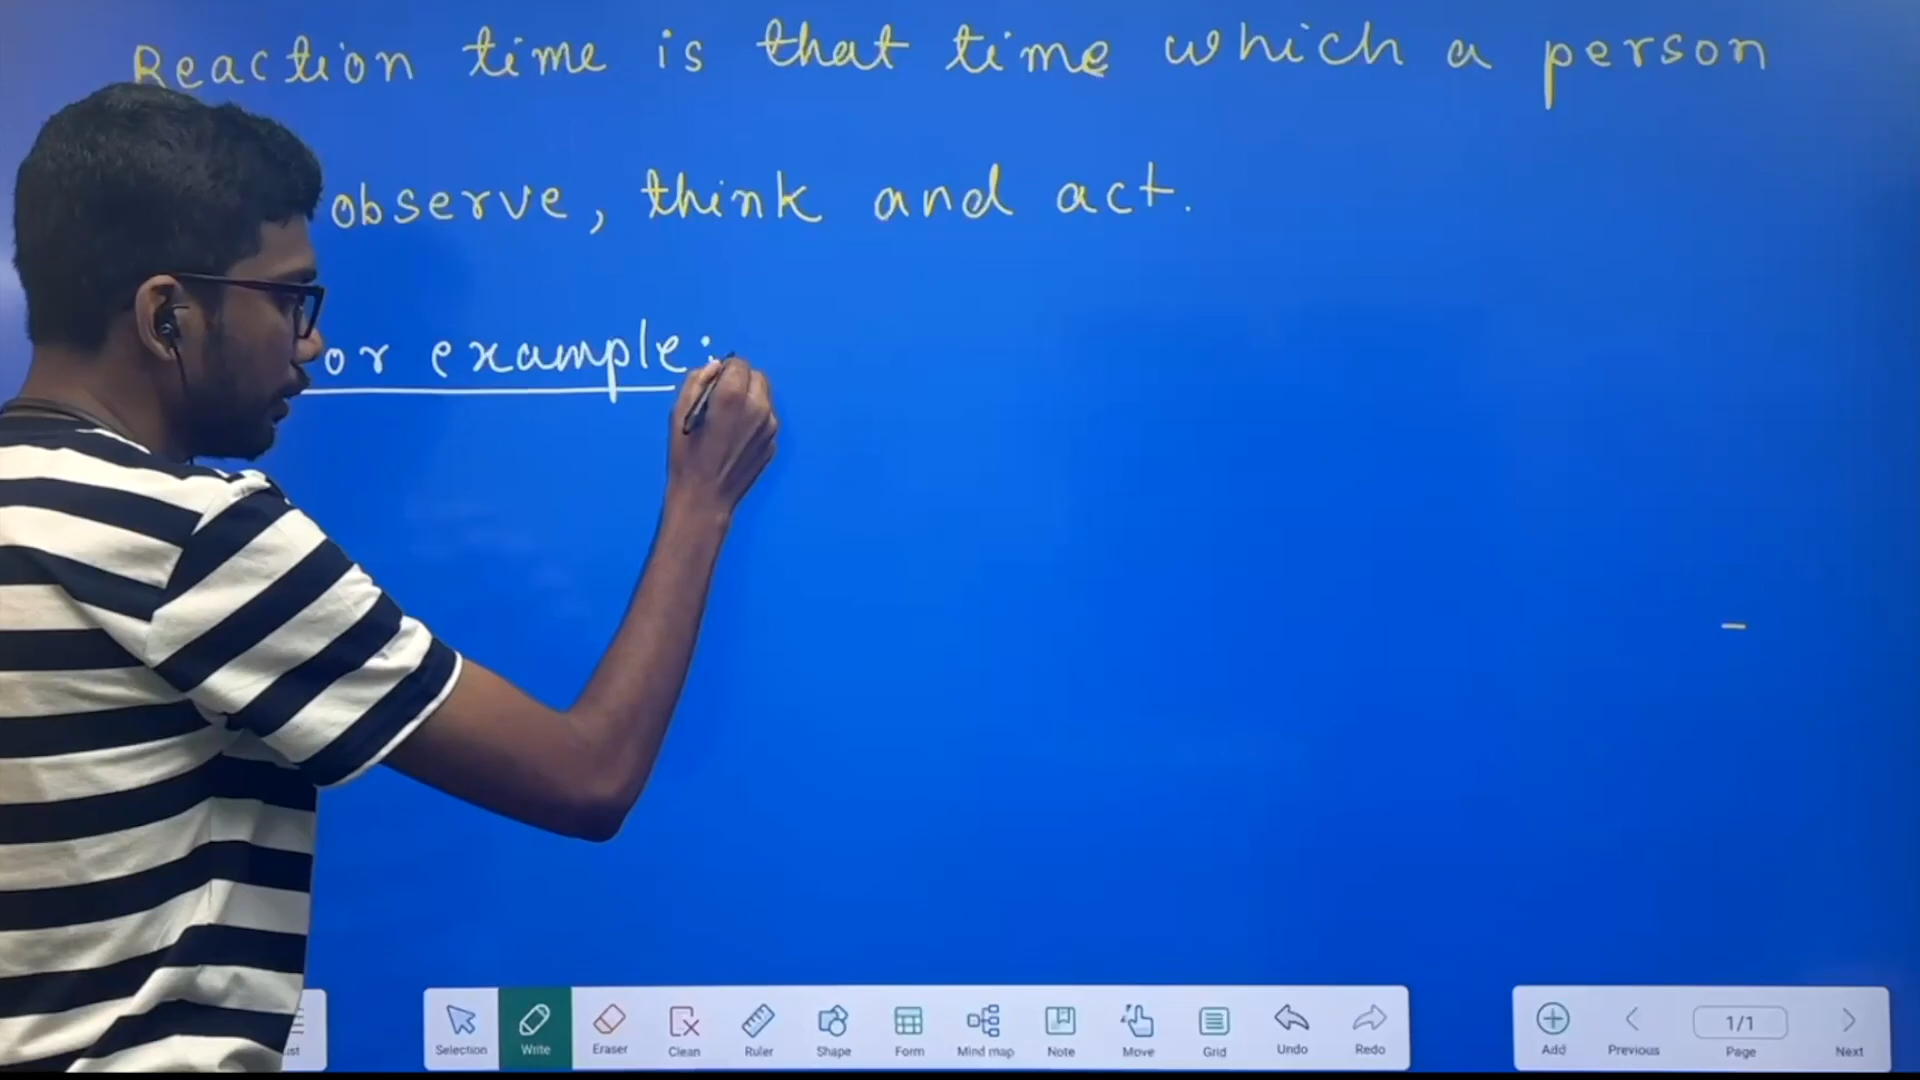 Reaction time is that time which a person
observe, think and act.
or example:
Selection Write Eraser Clean Ruler Shape Form Mind map Note Move Grid Undo Redo Add Previous 1/1 Page Next